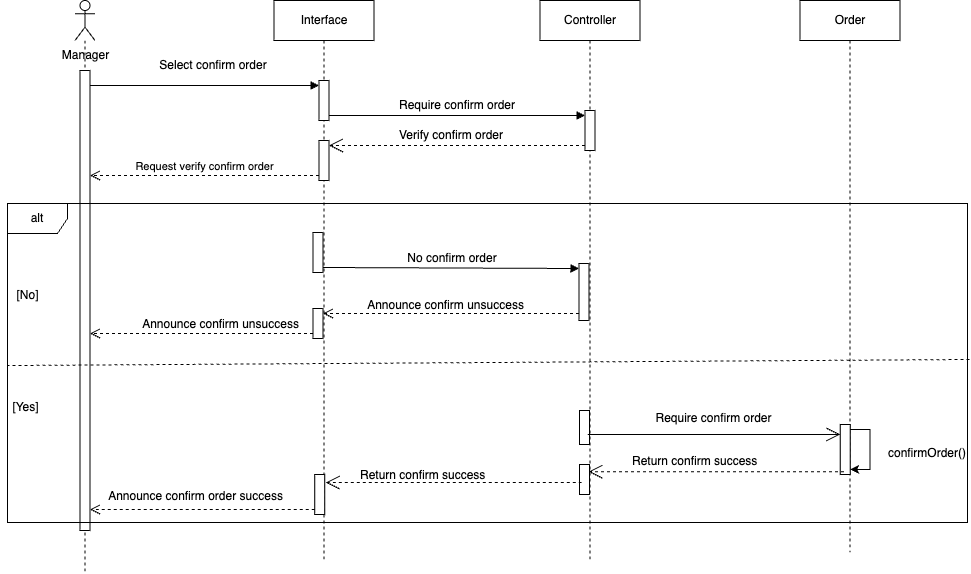 Interface
Controller
Order
Manager
Select confirm order
Require confirm order
Verify confirm order
Request verify confirm order
alt
No confirm order
[No]
Announce confirm unsuccess
Announce confirm unsuccess
[Yes]
Require confirm order
confirmOrder()
Return confirm success
Return confirm success
Announce confirm order success